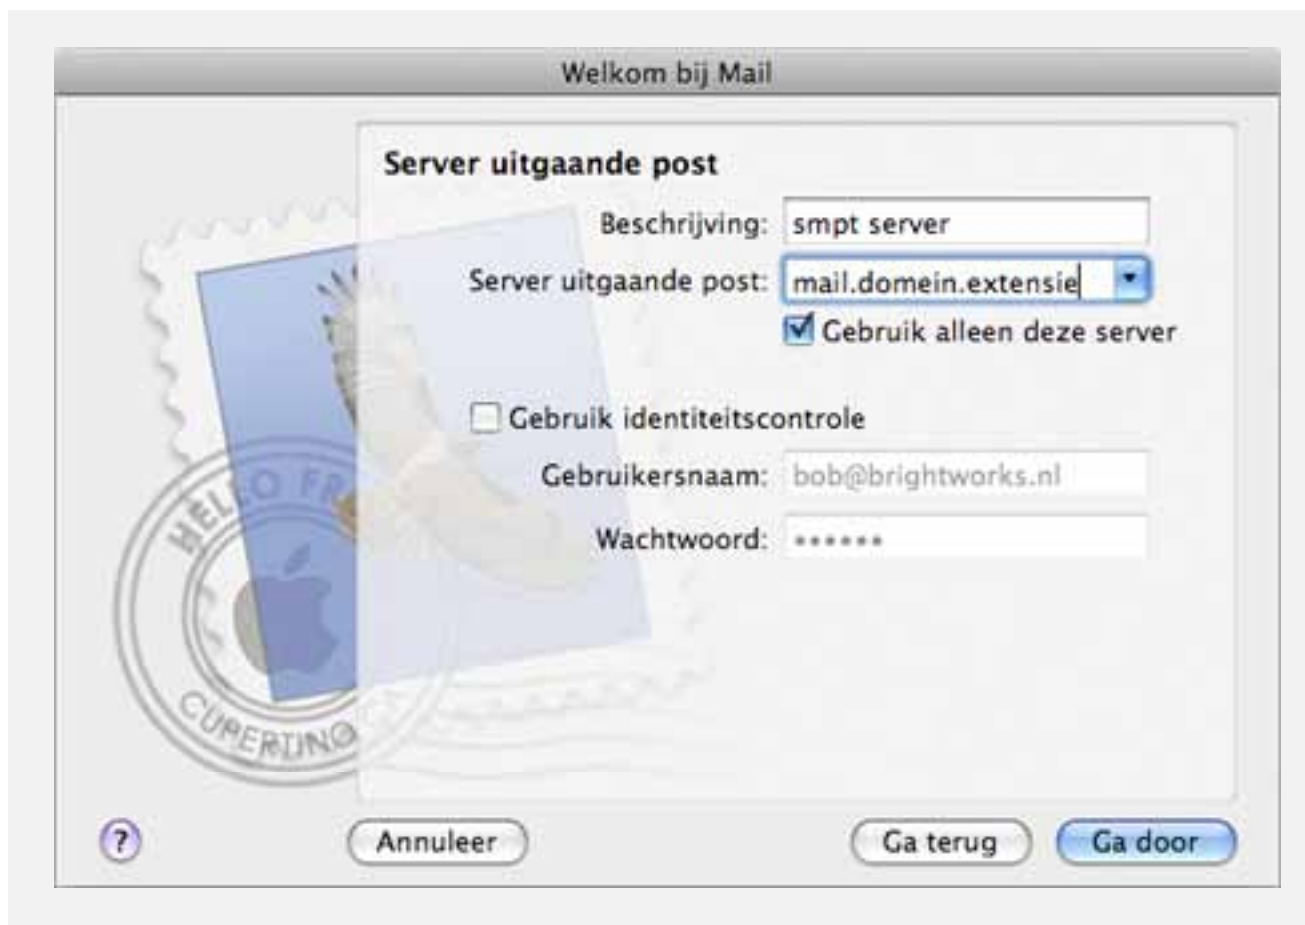 Welkom bij Mail
Server uitgaande post
Beschrijving: smpt server
Server uitgaande post: mail.domein.extensie
Gebruik alleen deze server
Gebruik identiteitscontrole
Gebruikersnaam: bob@brightworks.nl
Wachtwoord: ••••••
HELLO FR
CUPERTINO
? Annuleer Ga terug Ga door